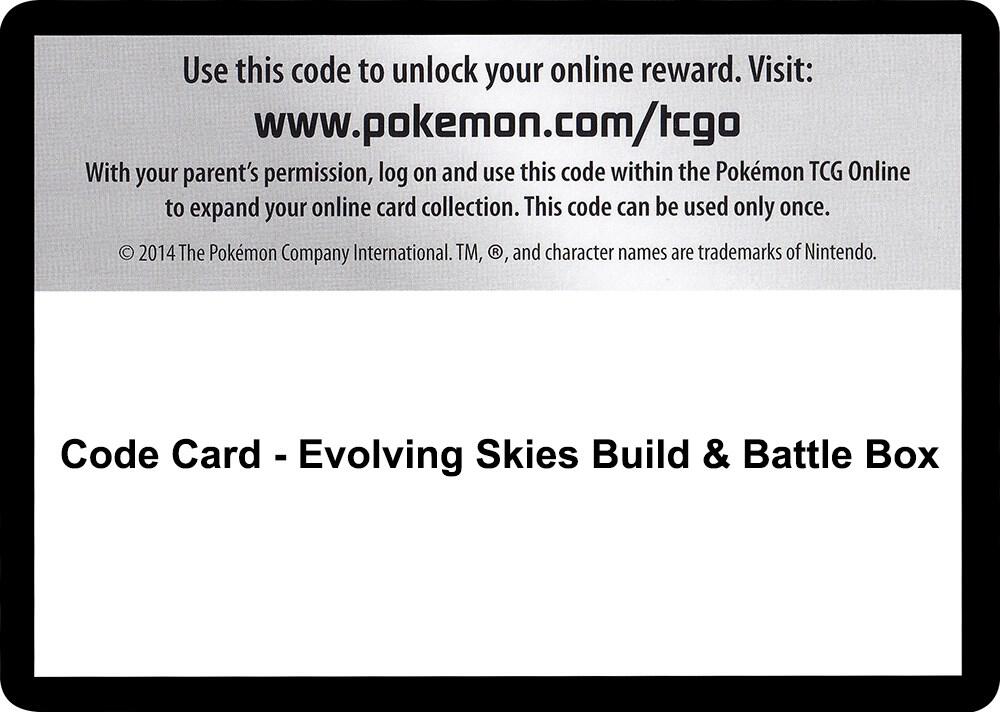 Use this code to unlock your online reward. Visit:
www.pokemon.com/tcgo
With your parent's permission, log on and use this code within the Pokémon TCG Online
to expand your online card collection. This code can be used only once.
© 2014 The Pokémon Company International. TM, ®, and character names are trademarks of Nintendo.
Code Card - Evolving Skies Build & Battle Box